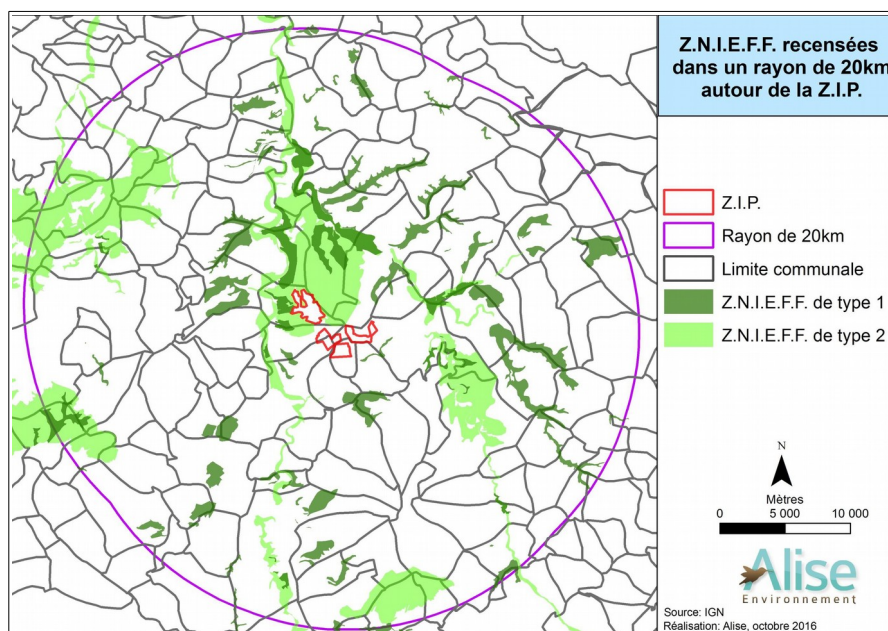 Z.N.I.E.F.F. recensées
dans un rayon de 20km
autour de la Z.I.P.
Z.I.P.
Rayon de 20km
Limite communale
Z.N.I.E.F.F. de type 1
Z.N.I.E.F.F. de type 2
N
Mètres
0 5 000 10 000
Alise
Environnement
Source: IGN
Réalisation: Alise, octobre 2016